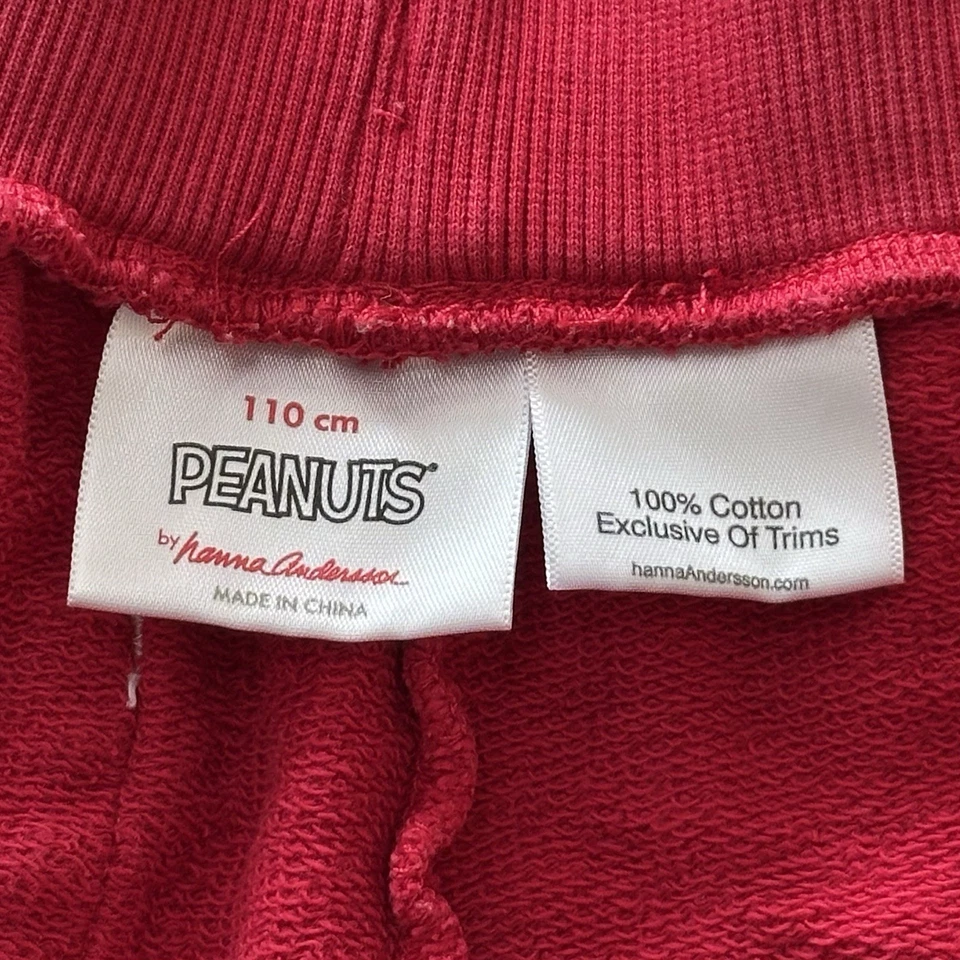 110 cm
PEANUTS
by hanna Andersson
MADE IN CHINA
100% Cotton
Exclusive Of Trims
hannaAndersson.com